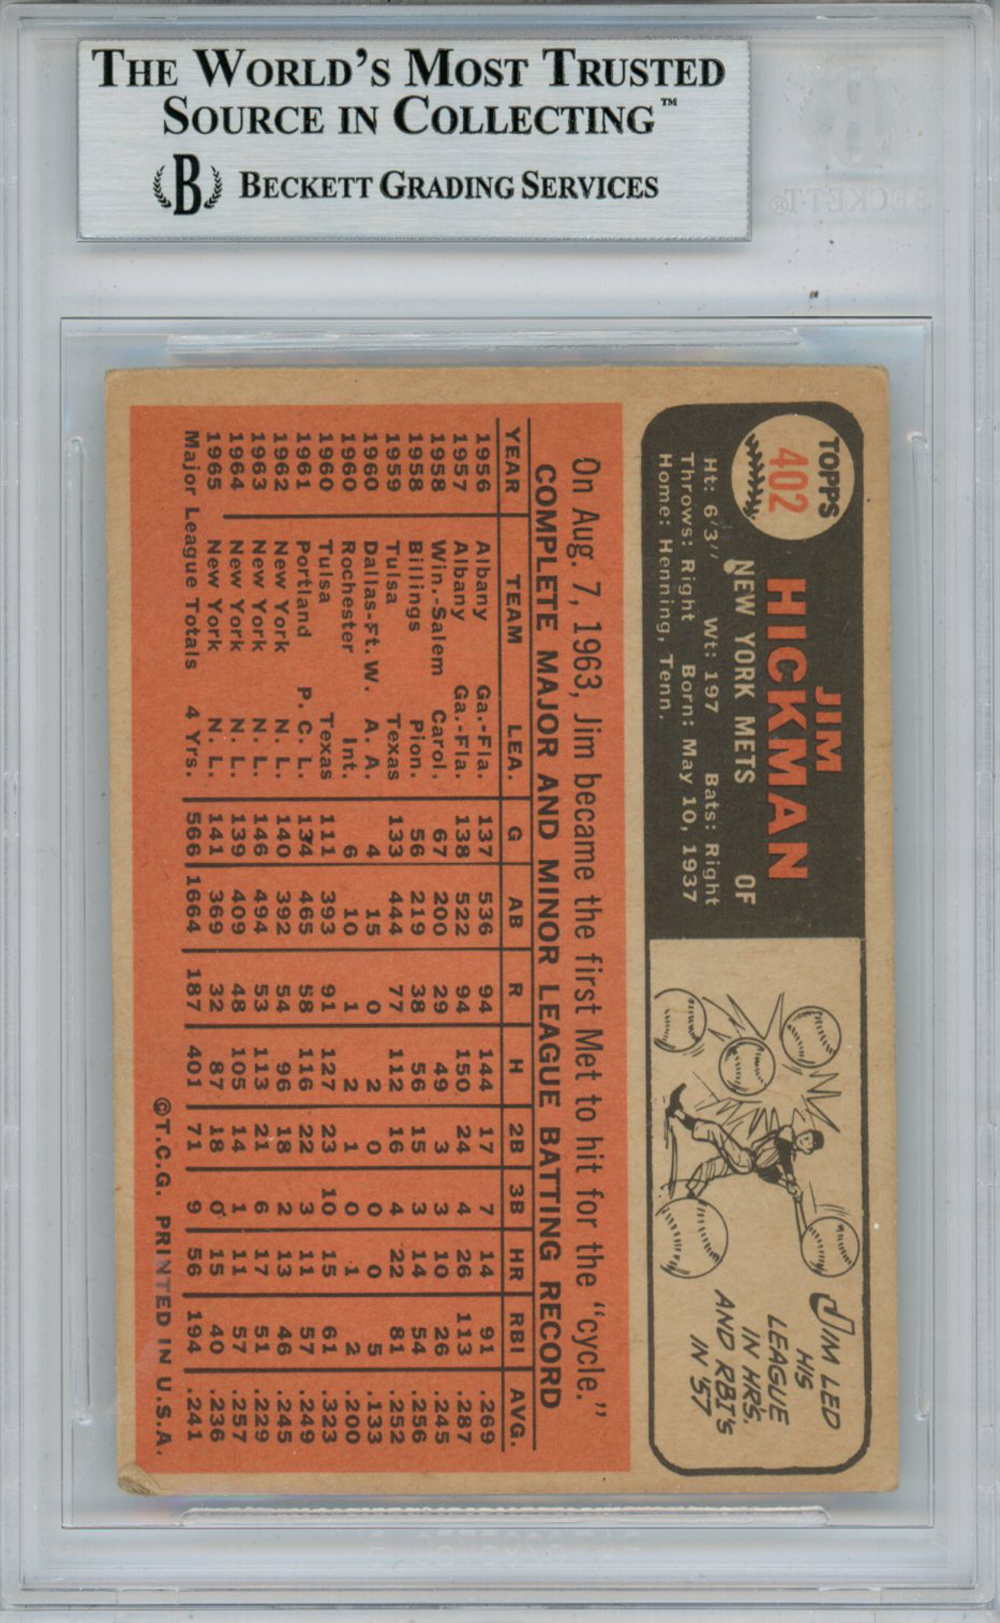 THE WORLD'S MOST TRUSTED
SOURCE IN COLLECTING™
B BECKETT GRADING SERVICES
BECKETT®
TOPPS
402
JIM
HICKMAN
OF
NEW YORK METS
Ht: 6'3" Wt: 197 Bats: Right
Throws: Right Born: May 10, 1937
Home: Henning, Tenn.
JIM LED
HIS
LEAGUE
IN HR'S.
AND RBI'S
IN '57
On Aug. 7, 1963, Jim became the first Met to hit for the "cycle."
COMPLETE MAJOR AND MINOR LEAGUE BATTING RECORD
YEAR TEAM LEA. G AB R H 2B 3B HR RBI AVG.
1956 Albany Ga.-Fla. 137 536 94 144 17 7 14 91 .269
1957 Albany Ga.-Fla. 138 522 94 150 24 4 26 113 .287
1958 Win.-Salem Carol. 67 200 29 49 3 3 10 26 .245
1958 Billings Pion. 56 219 38 56 15 3 14 54 .256
1959 Tulsa Texas 133 444 77 112 16 4 22 81 .252
1960 Dallas-Ft. W. A. A. 4 15 0 2 0 0 0 5 .133
1960 Rochester Int. 6 10 1 2 1 0 1 2 .200
1960 Tulsa Texas 111 393 91 127 23 10 15 61 .323
1961 Portland P. C. L. 134 465 58 116 22 3 11 57 .249
1962 New York N. L. 140 392 54 96 18 2 13 46 .245
1963 New York N. L. 146 494 53 113 21 6 17 51 .229
1964 New York N. L. 139 409 48 105 14 1 11 57 .257
1965 New York N. L. 141 369 32 87 18 0 15 40 .236
Major League Totals 4 Yrs. 566 1664 187 401 71 9 56 194 .241
©T.C.G. PRINTED IN U.S.A.